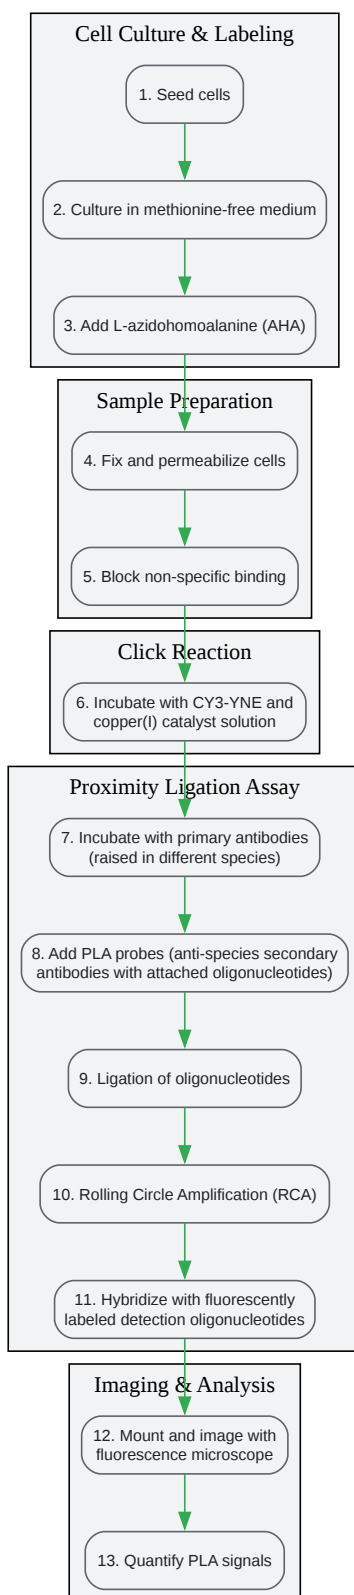 Cell Culture & Labeling
1. Seed cells
2. Culture in methionine-free medium
3. Add L-azidohomoalanine (AHA)
Sample Preparation
4. Fix and permeabilize cells
5. Block non-specific binding
Click Reaction
6. Incubate with CY3-YNE and
copper(I) catalyst solution
Proximity Ligation Assay
7. Incubate with primary antibodies
(raised in different species)
8. Add PLA probes (anti-species secondary
antibodies with attached oligonucleotides)
9. Ligation of oligonucleotides
10. Rolling Circle Amplification (RCA)
11. Hybridize with fluorescently
labeled detection oligonucleotides
Imaging & Analysis
12. Mount and image with
fluorescence microscope
13. Quantify PLA signals